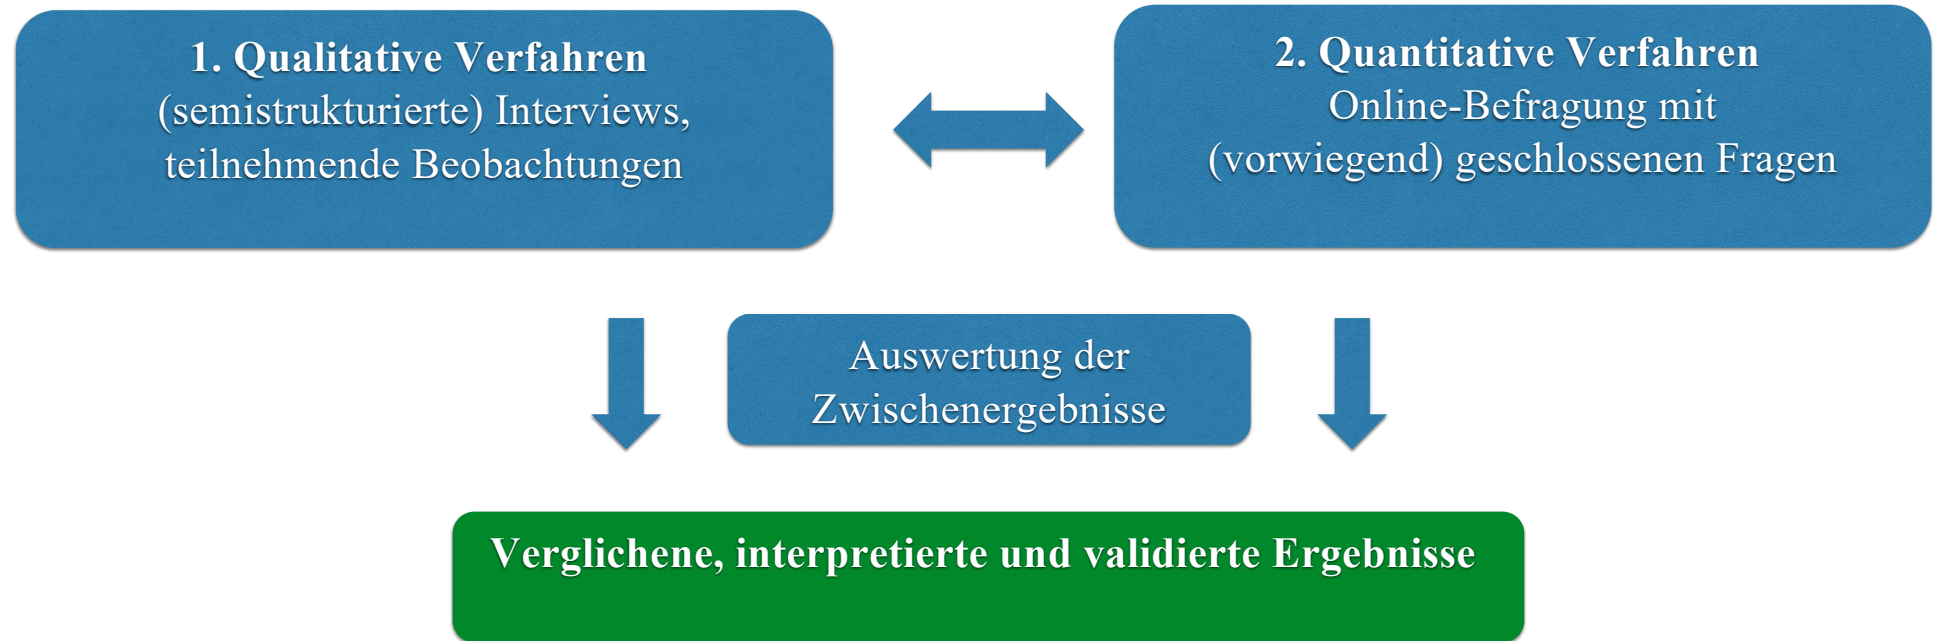 1. Qualitative Verfahren
(semistrukturierte) Interviews,
teilnehmende Beobachtungen
2. Quantitative Verfahren
Online-Befragung mit
(vorwiegend) geschlossenen Fragen
Auswertung der
Zwischenergebnisse
Verglichene, interpretierte und validierte Ergebnisse